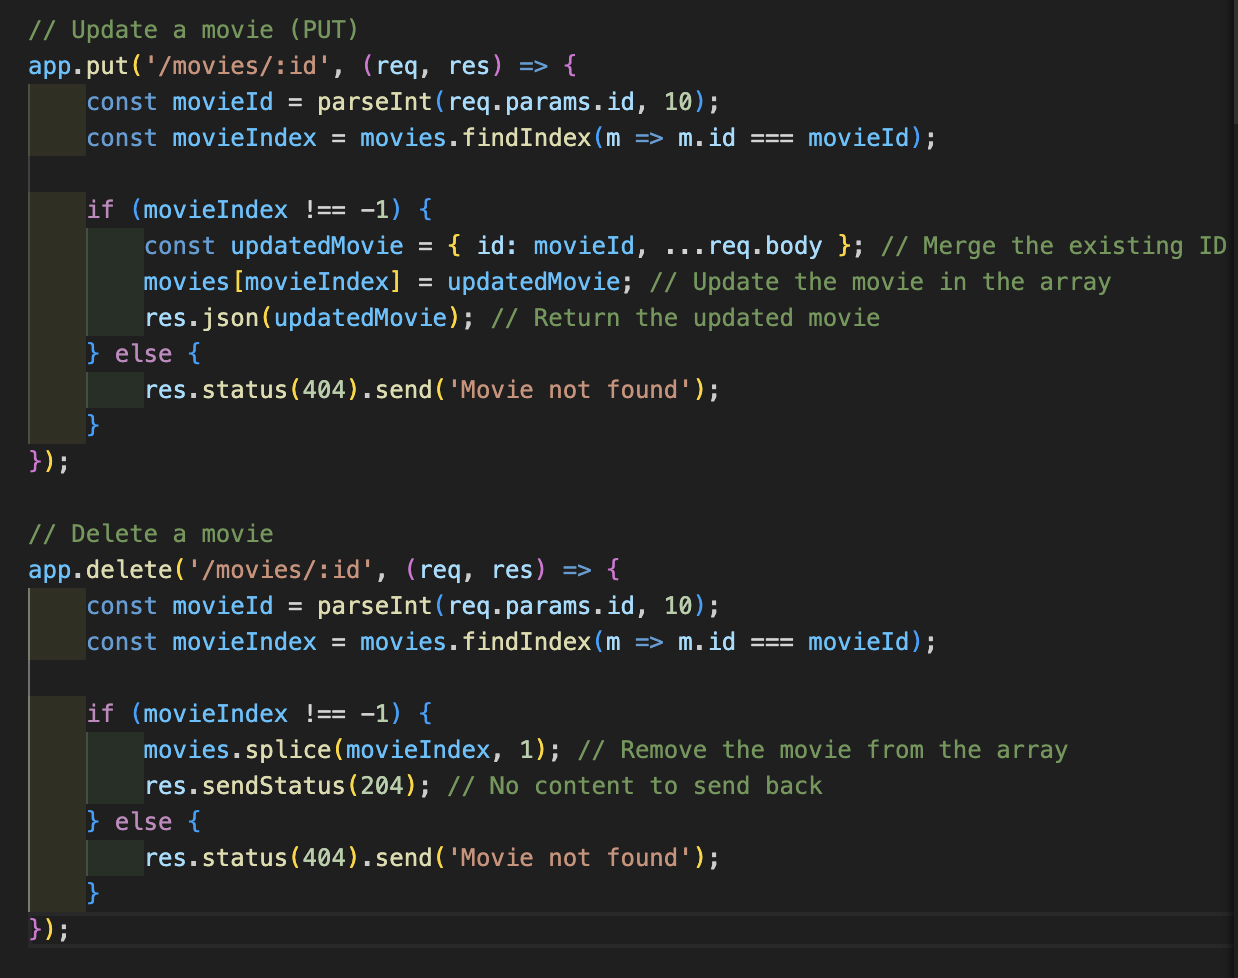 // Update a movie (PUT)
app.put('/movies/:id', (req, res) => {
    const movieId = parseInt(req.params.id, 10);
    const movieIndex = movies.findIndex(m => m.id === movieId);

    if (movieIndex !== -1) {
        const updatedMovie = { id: movieId, ...req.body }; // Merge the existing ID
        movies[movieIndex] = updatedMovie; // Update the movie in the array
        res.json(updatedMovie); // Return the updated movie
    } else {
        res.status(404).send('Movie not found');
    }
});

// Delete a movie
app.delete('/movies/:id', (req, res) => {
    const movieId = parseInt(req.params.id, 10);
    const movieIndex = movies.findIndex(m => m.id === movieId);

    if (movieIndex !== -1) {
        movies.splice(movieIndex, 1); // Remove the movie from the array
        res.sendStatus(204); // No content to send back
    } else {
        res.status(404).send('Movie not found');
    }
});